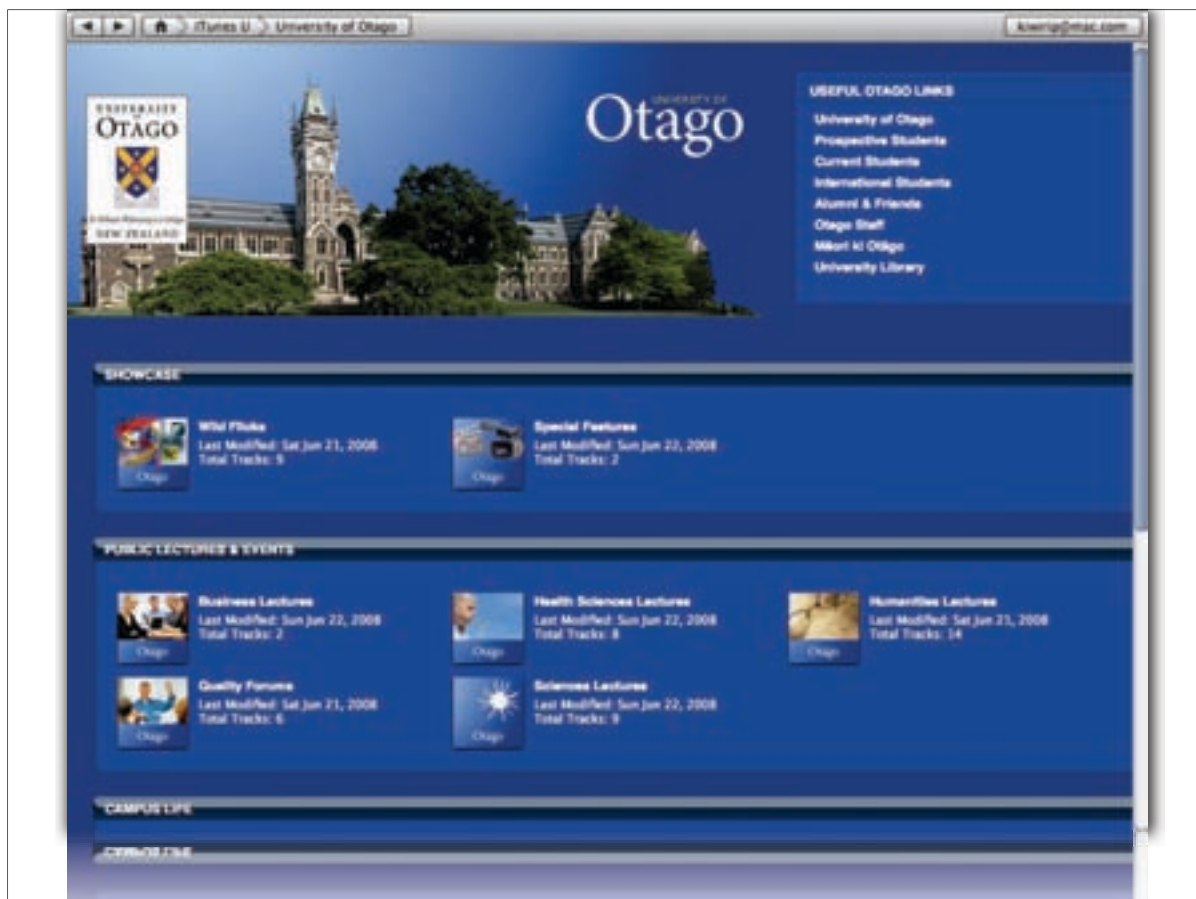 iTunes U
University of Otago
kiwirip@mac.com
UNIVERSITY
OTAGO
NEW ZEALAND
UNIVERSITY OF
Otago
USEFUL OTAGO LINKS
University of Otago
Prospective Students
Current Students
International Students
Alumni & Friends
Otago Staff
Māori ki Otāgo
University Library
SHOWCASE
Wild Flicks
Last Modified: Sat Jun 21, 2008
Total Tracks: 9
Otago
Special Features
Last Modified: Sun Jun 22, 2008
Total Tracks: 2
Otago
PUBLIC LECTURES & EVENTS
Business Lectures
Last Modified: Sun Jun 22, 2008
Total Tracks: 2
Otago
Health Sciences Lectures
Last Modified: Sun Jun 22, 2008
Total Tracks: 8
Otago
Humanities Lectures
Last Modified: Sat Jun 21, 2008
Total Tracks: 14
Otago
Quality Forums
Last Modified: Sat Jun 21, 2008
Total Tracks: 6
Otago
Sciences Lectures
Last Modified: Sun Jun 22, 2008
Total Tracks: 9
Otago
CAMPUS LIFE